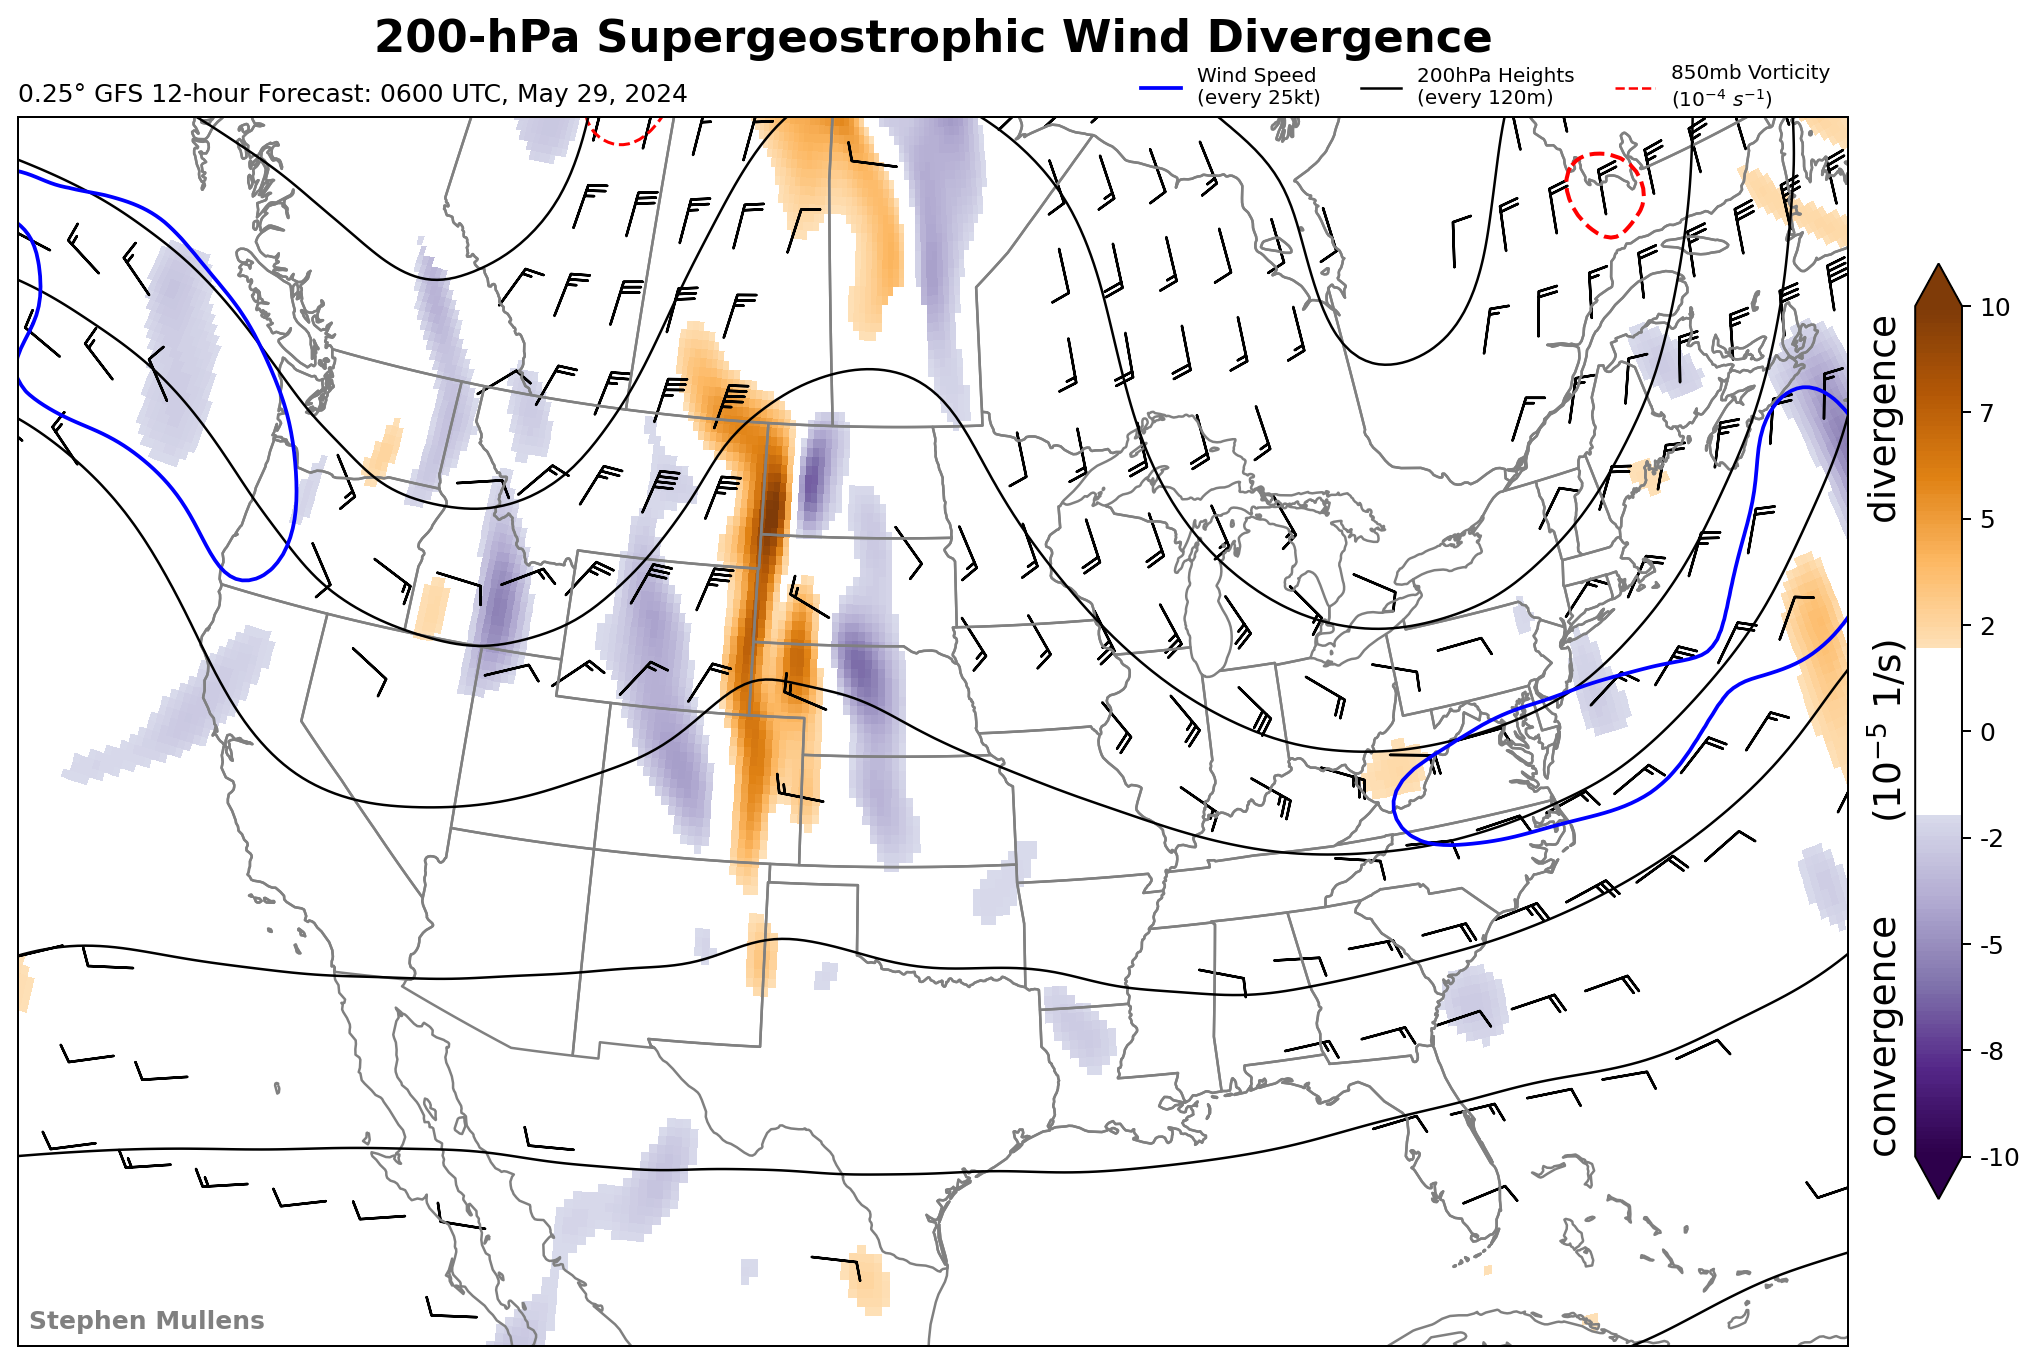 200-hPa Supergeostrophic Wind Divergence
0.25° GFS 12-hour Forecast: 0600 UTC, May 29, 2024
Wind Speed
(every 25kt)
200hPa Heights
(every 120m)
850mb Vorticity
(10⁻⁴ s⁻¹)
10
7
5
2
0
-2
-5
-8
-10
convergence (10⁻⁵ 1/s) divergence
Stephen Mullens